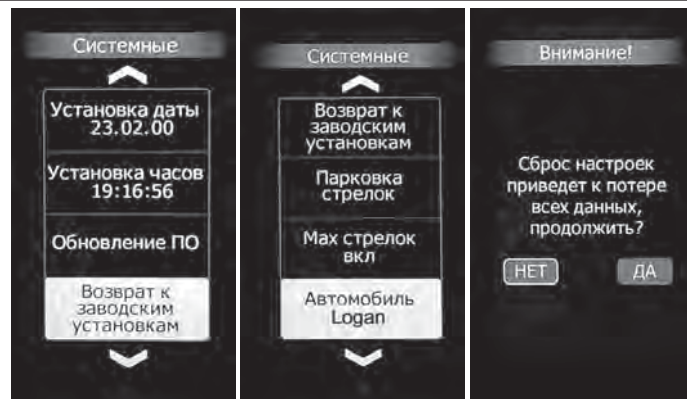 Системные
Установка даты
23.02.00
Установка часов
19:16:56
Обновление ПО
Возврат к
заводским
установкам
Системные
Возврат к
заводским
установкам
Парковка
стрелок
Мах стрелок
вкл
Автомобиль
Logan
Внимание!
Сброс настроек
приведет к потере
всех данных,
продолжить?
НЕТ
ДА